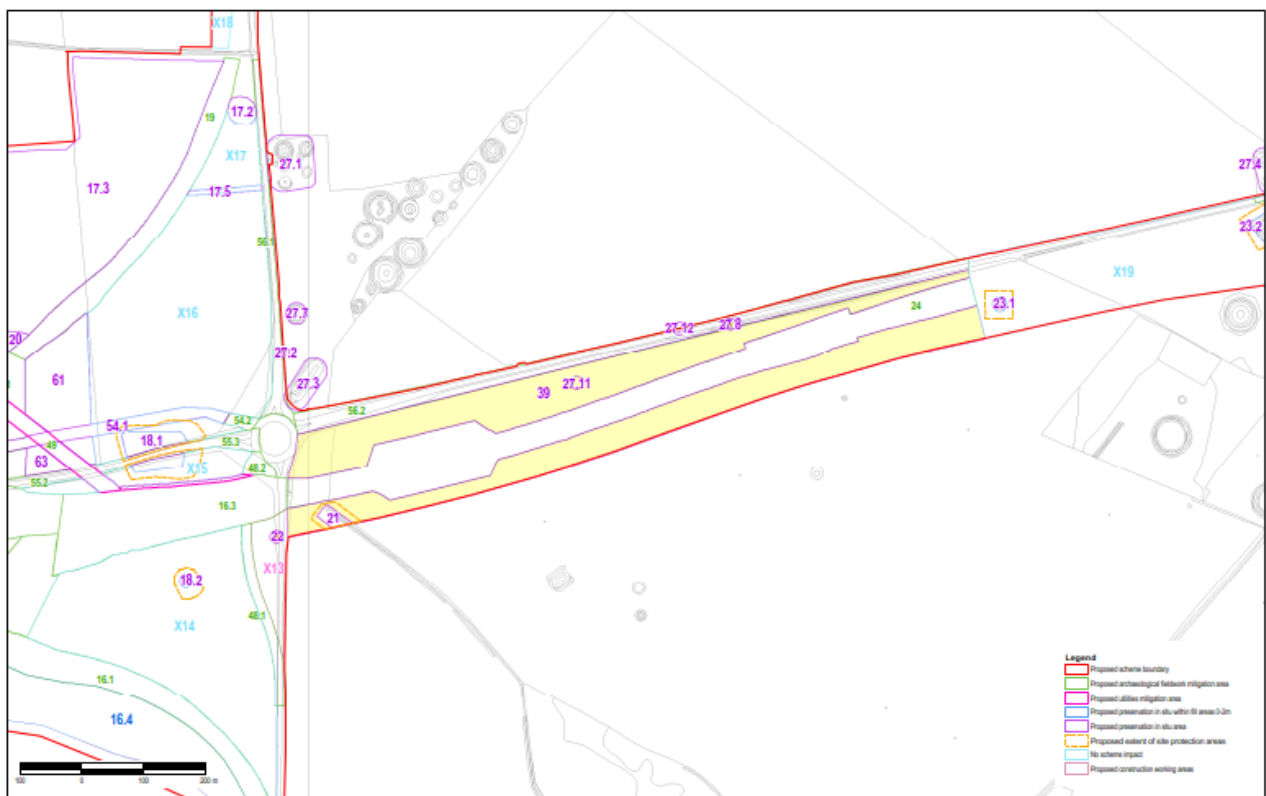 X18
17.2
19
X17
27.1
17.3
17.5
27.4
23.2
56.1
X19
X16
27.7
23.1
24
27.12
27.8
20
27.2
61
27.3
39
27.11
56.2
54.2
54.1
18.1
55.3
49
63
X15
48.2
55.2
16.3
21
22
X13
18.2
48.1
X14
16.1
16.4
100
0
100
200 m
Legend
Proposed scheme boundary
Proposed archaeological fieldwork mitigation area
Proposed utilities mitigation area
Proposed preservation in situ within fill areas 0-2m
Proposed preservation in situ area
Proposed extent of site protection areas
No scheme impact
Proposed construction working areas